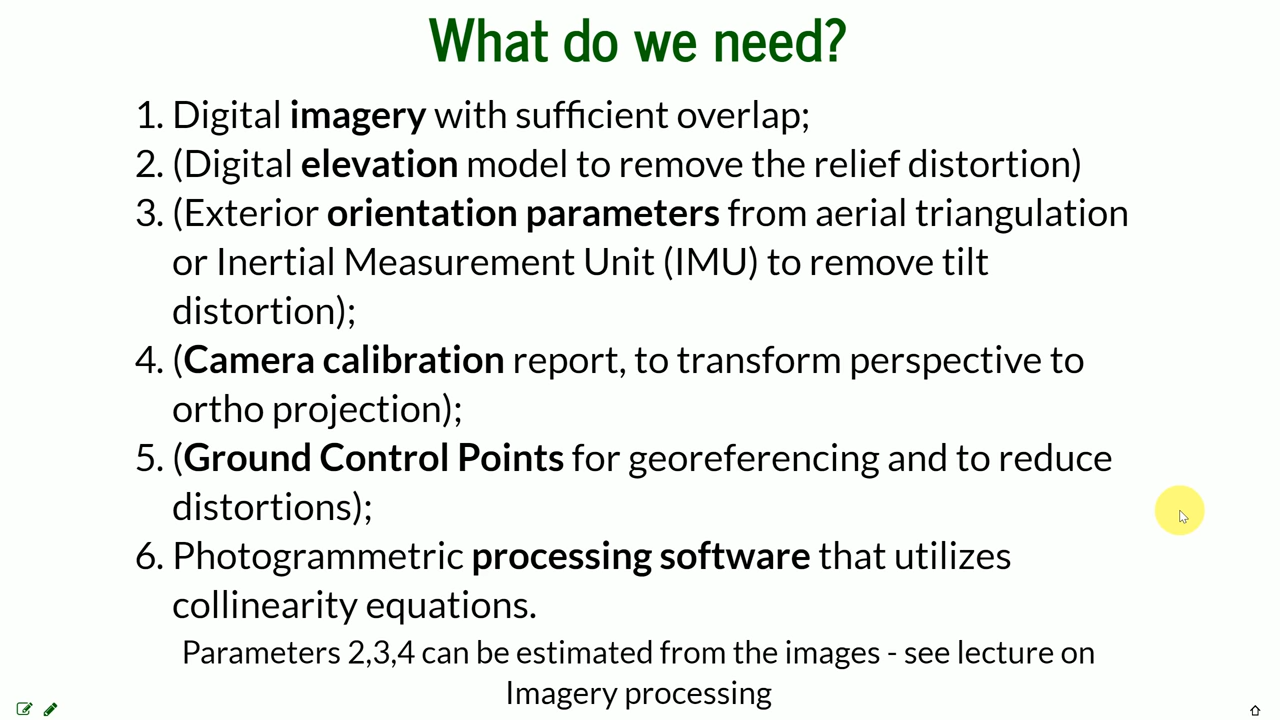 What do we need?
1. Digital imagery with sufficient overlap;
2. (Digital elevation model to remove the relief distortion)
3. (Exterior orientation parameters from aerial triangulation
or Inertial Measurement Unit (IMU) to remove tilt
distortion);
4. (Camera calibration report, to transform perspective to
ortho projection);
5. (Ground Control Points for georeferencing and to reduce
distortions);
6. Photogrammetric processing software that utilizes
collinearity equations.
Parameters 2,3,4 can be estimated from the images - see lecture on
Imagery processing